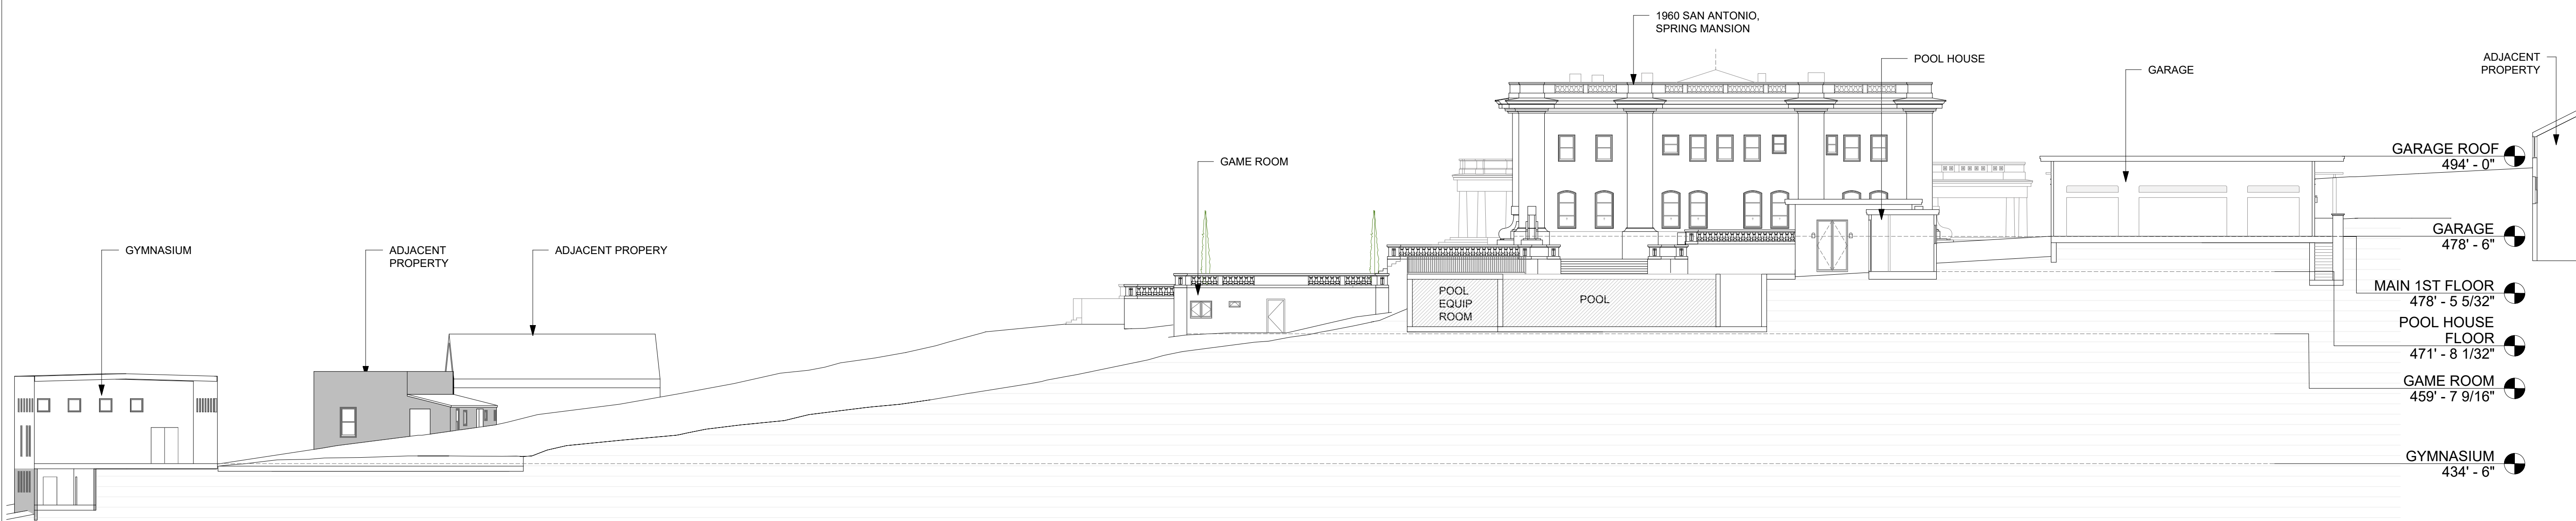 1960 SAN ANTONIO,
SPRING MANSION
POOL HOUSE
GARAGE
ADJACENT
PROPERTY
GAME ROOM
GYMNASIUM
ADJACENT
PROPERTY
ADJACENT PROPERY
POOL
EQUIP
ROOM
POOL
GARAGE ROOF
494' - 0"
GARAGE
478' - 6"
MAIN 1ST FLOOR
478' - 5 5/32"
POOL HOUSE
FLOOR
471' - 8 1/32"
GAME ROOM
459' - 7 9/16"
GYMNASIUM
434' - 6"